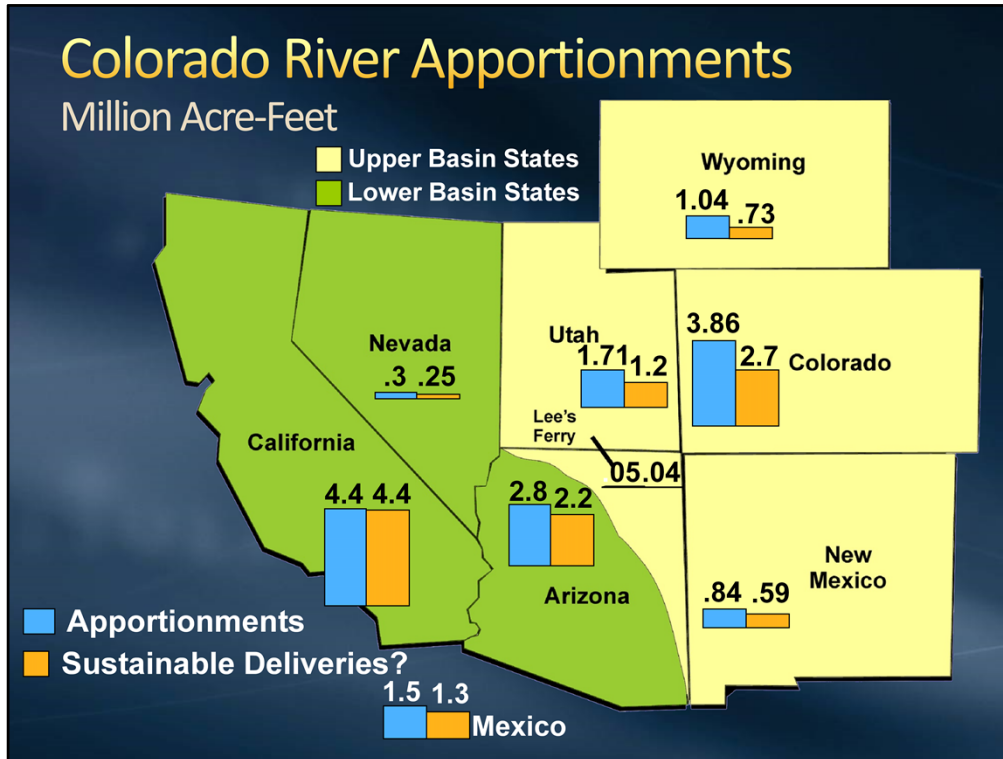 Colorado River Apportionments
Million Acre-Feet
Upper Basin States
Lower Basin States
Wyoming
1.04 .73
Nevada
.3 .25
Utah
1.71 1.2
3.86
2.7
Colorado
Lee's
Ferry
05.04
California
4.4 4.4
2.8 2.2
Arizona
New
Mexico
.84 .59
Apportionments
Sustainable Deliveries?
1.5 1.3
Mexico